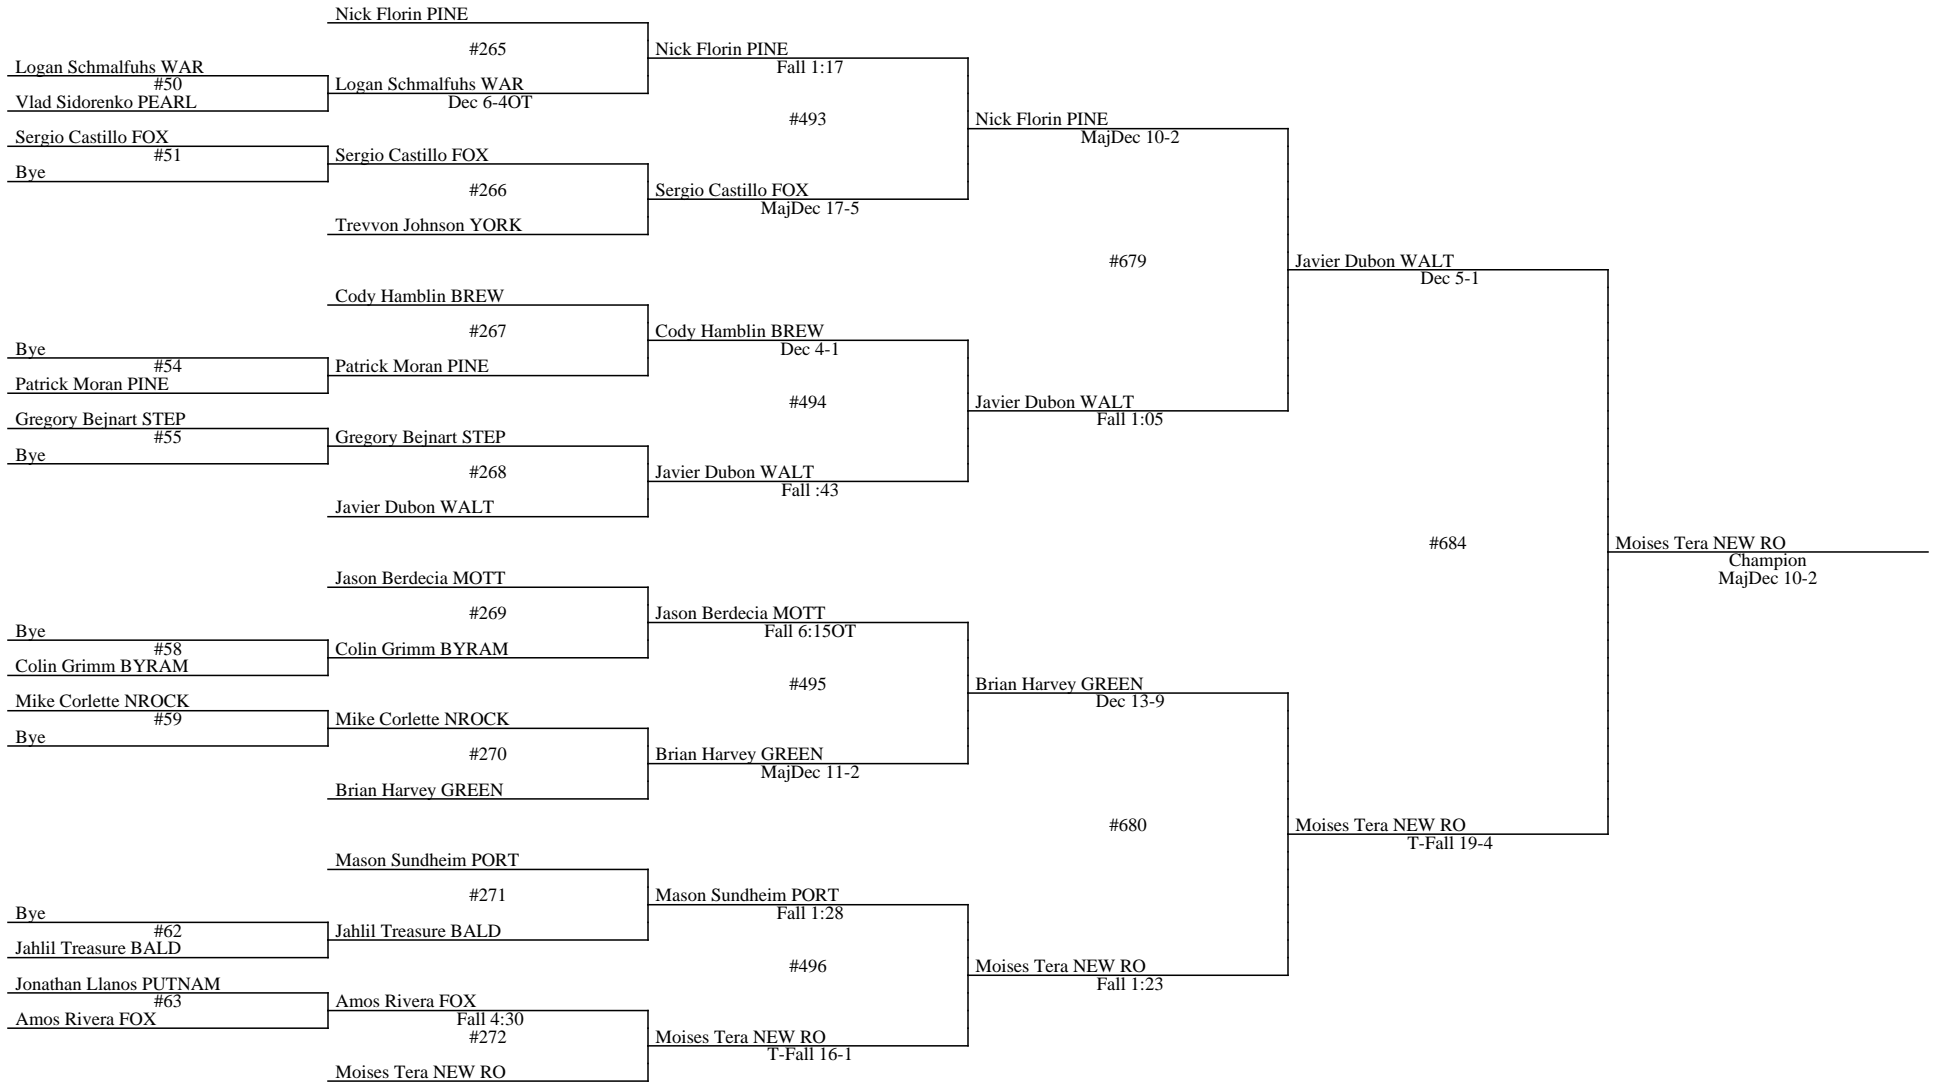 Nick Florin PINE
#265
Nick Florin PINE
Fall 1:17
Logan Schmalfuhs WAR
#50
Logan Schmalfuhs WAR
Dec 6-4OT
Vlad Sidorenko PEARL
#493
Nick Florin PINE
MajDec 10-2
Sergio Castillo FOX
#51
Sergio Castillo FOX
Bye
#266
Sergio Castillo FOX
MajDec 17-5
Trevvon Johnson YORK
#679
Javier Dubon WALT
Dec 5-1
Cody Hamblin BREW
#267
Cody Hamblin BREW
Dec 4-1
Bye
#54
Patrick Moran PINE
Patrick Moran PINE
#494
Javier Dubon WALT
Fall 1:05
Gregory Bejnart STEP
#55
Gregory Bejnart STEP
Bye
#268
Javier Dubon WALT
Fall :43
Javier Dubon WALT
#684
Moises Tera NEW RO
Champion
MajDec 10-2
Jason Berdecia MOTT
#269
Jason Berdecia MOTT
Fall 6:15OT
Bye
#58
Colin Grimm BYRAM
Colin Grimm BYRAM
#495
Brian Harvey GREEN
Dec 13-9
Mike Corlette NROCK
#59
Mike Corlette NROCK
Bye
#270
Brian Harvey GREEN
MajDec 11-2
Brian Harvey GREEN
#680
Moises Tera NEW RO
T-Fall 19-4
Mason Sundheim PORT
#271
Mason Sundheim PORT
Fall 1:28
Bye
#62
Jahlil Treasure BALD
Jahlil Treasure BALD
#496
Moises Tera NEW RO
Fall 1:23
Jonathan Llanos PUTNAM
#63
Amos Rivera FOX
Fall 4:30
Amos Rivera FOX
#272
Moises Tera NEW RO
T-Fall 16-1
Moises Tera NEW RO